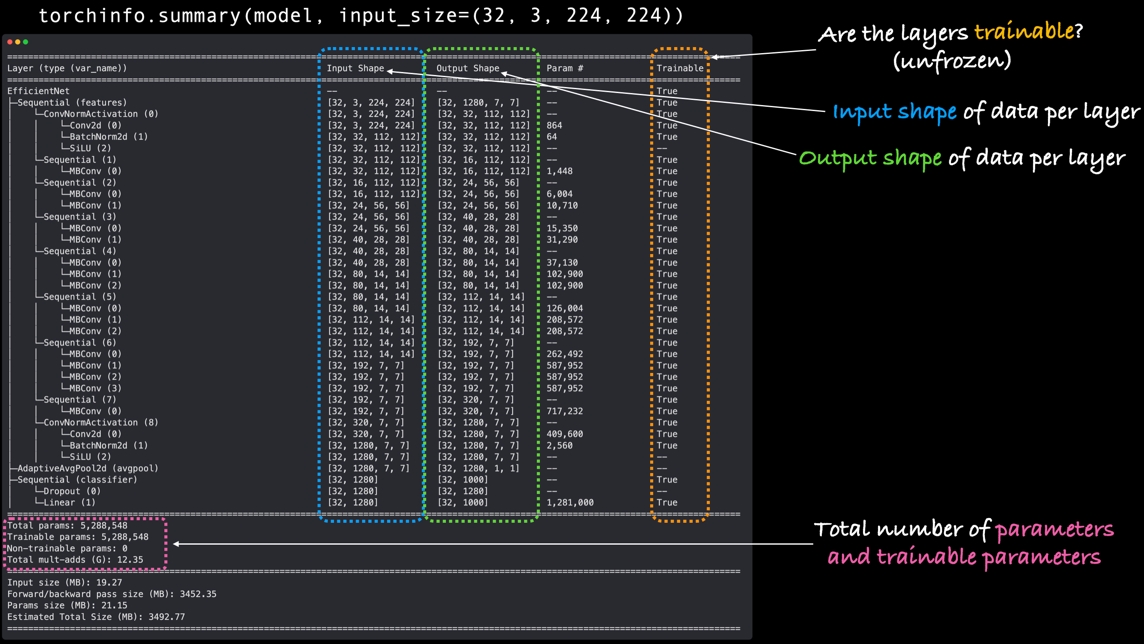 torchinfo.summary(model, input_size=(32, 3, 224, 224))
Are the layers trainable?
(unfrozen)
Input shape of data per layer
Output shape of data per layer
Total number of parameters
and trainable parameters
================================================================
Layer (type (var_name)) Input Shape Output Shape Param # Trainable
================================================================
EfficientNet —— —— —— True
├─Sequential (features) [32, 3, 224, 224] [32, 1280, 7, 7] —— True
│ └─ConvNormActivation (0) [32, 3, 224, 224] [32, 32, 112, 112] —— True
│ │ └─Conv2d (0) [32, 3, 224, 224] [32, 32, 112, 112] 864 True
│ │ └─BatchNorm2d (1) [32, 32, 112, 112] [32, 32, 112, 112] 64 True
│ │ └─SiLU (2) [32, 32, 112, 112] [32, 32, 112, 112] —— ——
│ └─Sequential (1) [32, 32, 112, 112] [32, 16, 112, 112] —— True
│ │ └─MBConv (0) [32, 32, 112, 112] [32, 16, 112, 112] 1,448 True
│ └─Sequential (2) [32, 16, 112, 112] [32, 24, 56, 56] —— True
│ │ └─MBConv (0) [32, 16, 112, 112] [32, 24, 56, 56] 6,004 True
│ │ └─MBConv (1) [32, 24, 56, 56] [32, 24, 56, 56] 10,710 True
│ └─Sequential (3) [32, 24, 56, 56] [32, 40, 28, 28] —— True
│ │ └─MBConv (0) [32, 24, 56, 56] [32, 40, 28, 28] 15,350 True
│ │ └─MBConv (1) [32, 40, 28, 28] [32, 40, 28, 28] 31,290 True
│ └─Sequential (4) [32, 40, 28, 28] [32, 80, 14, 14] —— True
│ │ └─MBConv (0) [32, 40, 28, 28] [32, 80, 14, 14] 37,130 True
│ │ └─MBConv (1) [32, 80, 14, 14] [32, 80, 14, 14] 102,900 True
│ │ └─MBConv (2) [32, 80, 14, 14] [32, 80, 14, 14] 102,900 True
│ └─Sequential (5) [32, 80, 14, 14] [32, 112, 14, 14] —— True
│ │ └─MBConv (0) [32, 80, 14, 14] [32, 112, 14, 14] 126,004 True
│ │ └─MBConv (1) [32, 112, 14, 14] [32, 112, 14, 14] 208,572 True
│ │ └─MBConv (2) [32, 112, 14, 14] [32, 112, 14, 14] 208,572 True
│ └─Sequential (6) [32, 112, 14, 14] [32, 192, 7, 7] —— True
│ │ └─MBConv (0) [32, 112, 14, 14] [32, 192, 7, 7] 262,492 True
│ │ └─MBConv (1) [32, 192, 7, 7] [32, 192, 7, 7] 587,952 True
│ │ └─MBConv (2) [32, 192, 7, 7] [32, 192, 7, 7] 587,952 True
│ │ └─MBConv (3) [32, 192, 7, 7] [32, 192, 7, 7] 587,952 True
│ └─Sequential (7) [32, 192, 7, 7] [32, 320, 7, 7] —— True
│ │ └─MBConv (0) [32, 192, 7, 7] [32, 320, 7, 7] 717,232 True
│ └─ConvNormActivation (8) [32, 320, 7, 7] [32, 1280, 7, 7] —— True
│ │ └─Conv2d (0) [32, 320, 7, 7] [32, 1280, 7, 7] 409,600 True
│ │ └─BatchNorm2d (1) [32, 1280, 7, 7] [32, 1280, 7, 7] 2,560 True
│ │ └─SiLU (2) [32, 1280, 7, 7] [32, 1280, 7, 7] —— ——
├─AdaptiveAvgPool2d (avgpool) [32, 1280, 7, 7] [32, 1280, 1, 1] —— ——
├─Sequential (classifier) [32, 1280] [32, 1000] —— True
│ └─Dropout (0) [32, 1280] [32, 1280] —— ——
│ └─Linear (1) [32, 1280] [32, 1000] 1,281,000 True
================================================================
Total params: 5,288,548
Trainable params: 5,288,548
Non-trainable params: 0
Total mult-adds (G): 12.35
================================================================
Input size (MB): 19.27
Forward/backward pass size (MB): 3452.35
Params size (MB): 21.15
Estimated Total Size (MB): 3492.77
================================================================